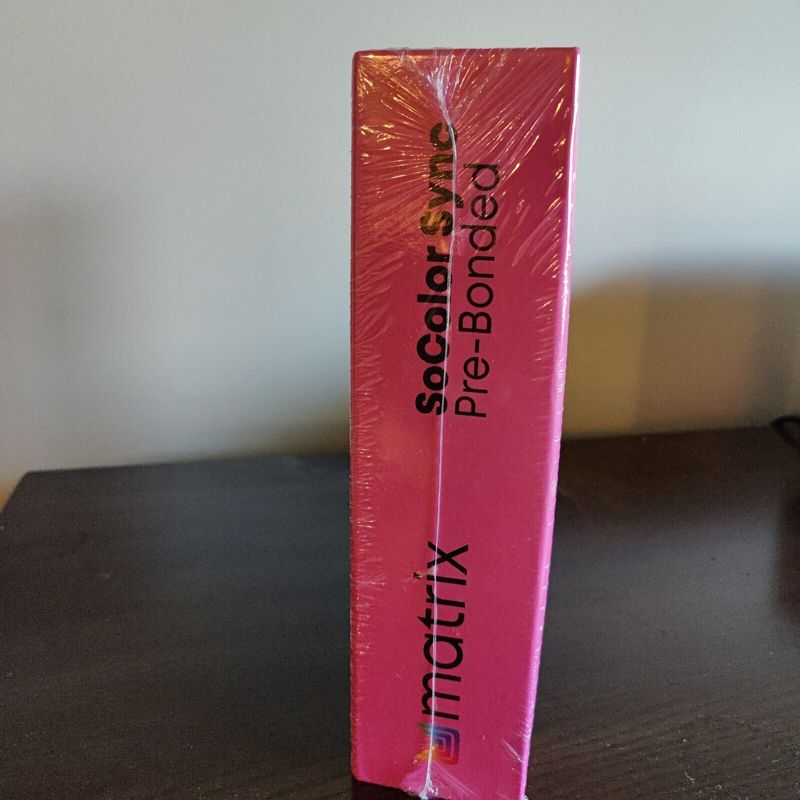 matrix
SoColor Sync
Pre-Bonded